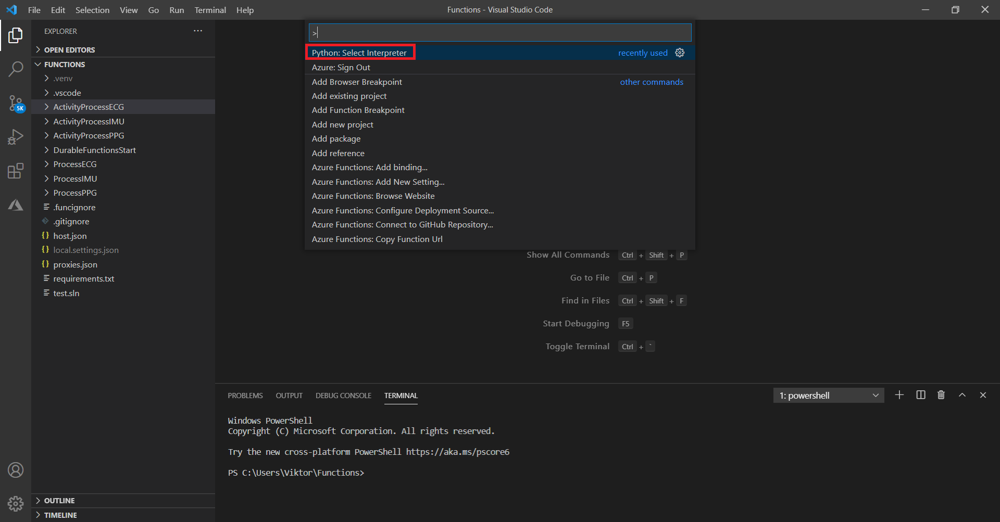 File Edit Selection View Go Run Terminal Help
Functions - Visual Studio Code
EXPLORER
OPEN EDITORS
FUNCTIONS
.venv
.vscode
5K
ActivityProcessECG
ActivityProcessIMU
ActivityProcessPPG
DurableFunctionsStart
ProcessECG
ProcessIMU
ProcessPPG
.funcignore
.gitignore
{} host.json
{} local.settings.json
{} proxies.json
requirements.txt
test.sln
OUTLINE
TIMELINE
>
Python: Select Interpreter recently used
Azure: Sign Out
Add Browser Breakpoint other commands
Add existing project
Add Function Breakpoint
Add new project
Add package
Add reference
Azure Functions: Add binding...
Azure Functions: Add New Setting...
Azure Functions: Browse Website
Azure Functions: Configure Deployment Source...
Azure Functions: Connect to GitHub Repository...
Azure Functions: Copy Function Url
Show All Commands Ctrl + Shift + P
Go to File Ctrl + P
Find in Files Ctrl + Shift + F
Start Debugging F5
Toggle Terminal Ctrl + `
PROBLEMS OUTPUT DEBUG CONSOLE TERMINAL
1: powershell
Windows PowerShell
Copyright (C) Microsoft Corporation. All rights reserved.
Try the new cross-platform PowerShell https://aka.ms/pscore6
PS C:\Users\Viktor\Functions>